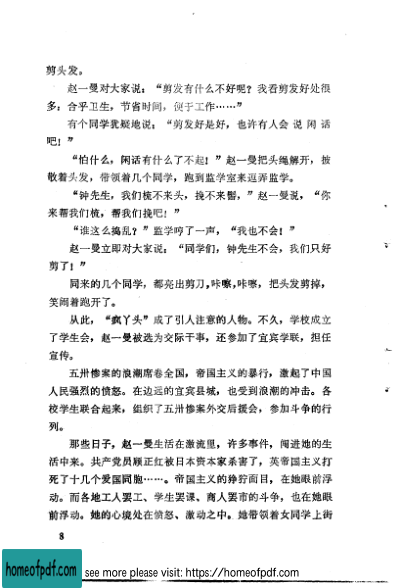 剪头发。
赵一曼对大家说：“剪发有什么不好呢？我看剪发好处很
多：合乎卫生，节省时间，便于工作……”
有个同学犹疑地说：“剪发好是好，也许有人会说闲话
吧！”
“怕什么，闲话有什么了不起！”赵一曼把头绳解开，披
散着头发，带领着几个同学，跑到监学室来逗弄监学。
“钟先生，我们梳不来头，挽不来髻，”赵一曼说，“你
来帮我们梳，帮我们挽吧！”
“谁这么捣乱？”监学哼了一声，“我也不会！”
赵一曼立即对大家说：“同学们，钟先生不会，我们只好
剪了！”
同来的几个同学，都亮出剪刀，咔嚓，咔嚓，把头发剪掉，
笑闹着跑开了。
从此，“疯丫头”成了引人注意的人物。不久，学校成立
了学生会，赵一曼被选为交际干事，还参加了宜宾学联，担任
宣传。
五卅惨案的浪潮席卷全国，帝国主义的暴行，激起了中国
人民强烈的愤怒。在边远的宜宾县城，也受到浪潮的冲击。各
校学生联合起来，组织了五卅惨案外交后援会，参加斗争的行
列。
那些日子，赵一曼生活在激流里，许多事件，闯进她的生
活中来。共产党员顾正红被日本资本家杀害了，英帝国主义打
死了十几个爱国同胞……。帝国主义的狰狞面目，在她眼前浮
动。而各地工人罢工、学生罢课、商人罢市的斗争，也在她眼
前浮动。她的心境处在愤怒、激动之中。她带领着女同学上街
8
homeofpdf.com
see more please visit: https://homeofpdf.com